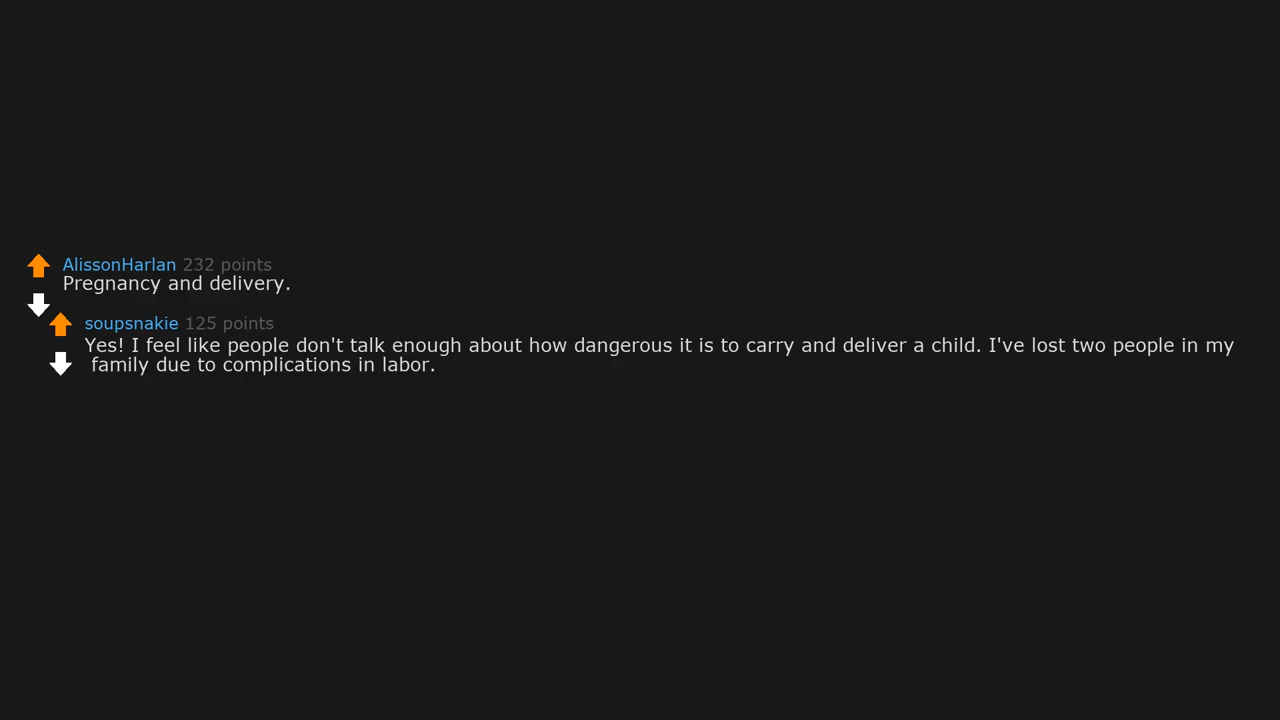 AlissonHarlan 232 points
Pregnancy and delivery.
soupsnakie 125 points
Yes! I feel like people don't talk enough about how dangerous it is to carry and deliver a child. I've lost two people in my
family due to complications in labor.